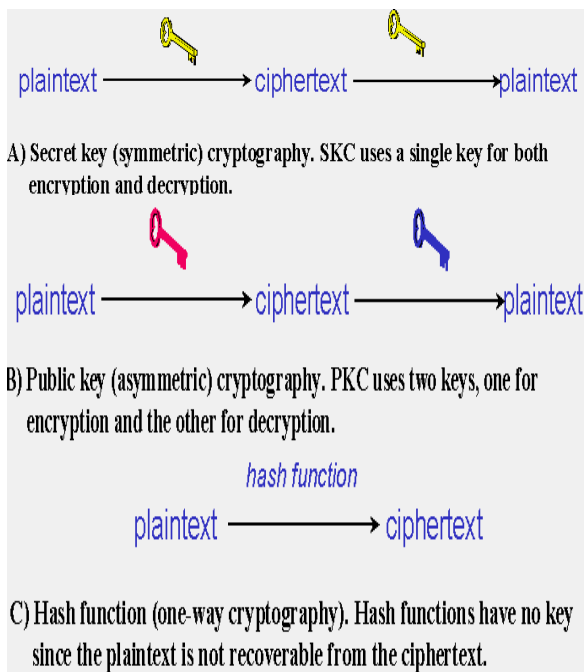 plaintext ciphertext plaintext
A) Secret key (symmetric) cryptography. SKC uses a single key for both
encryption and decryption.
plaintext ciphertext plaintext
B) Public key (asymmetric) cryptography. PKC uses two keys, one for
encryption and the other for decryption.
hash function
plaintext ciphertext
C) Hash function (one-way cryptography). Hash functions have no key
since the plaintext is not recoverable from the ciphertext.